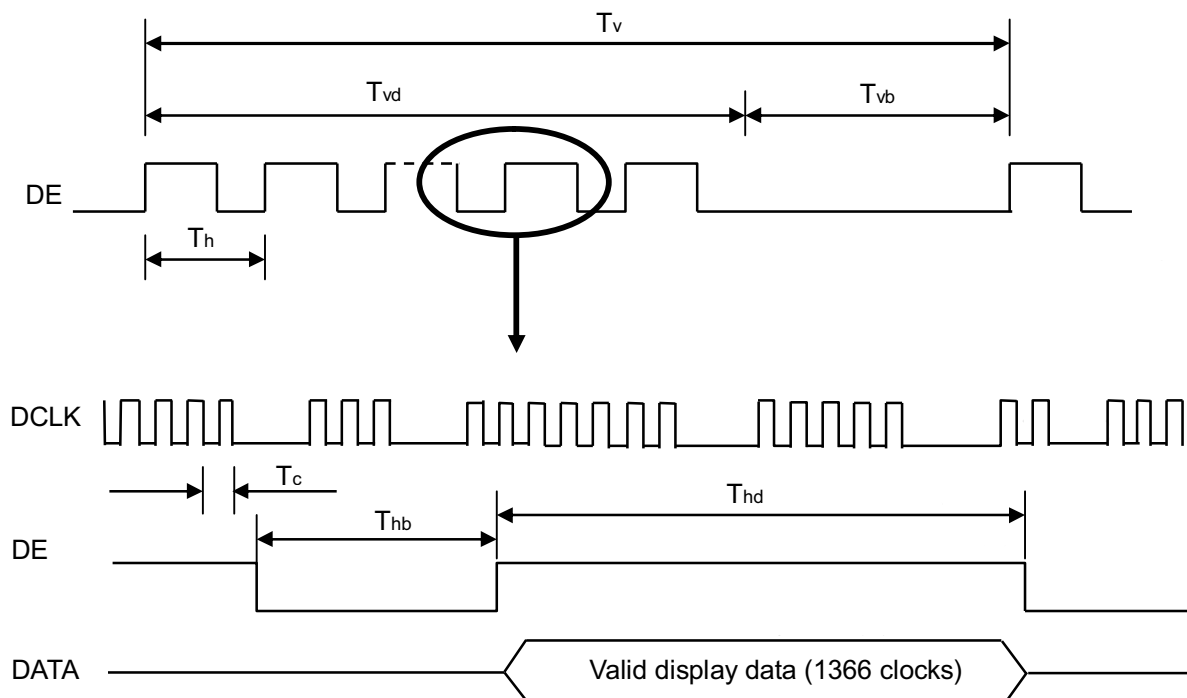 Tv
Tvd
Tvb
DE
Th
DCLK
Tc
Thb
Thd
DE
DATA
Valid display data (1366 clocks)